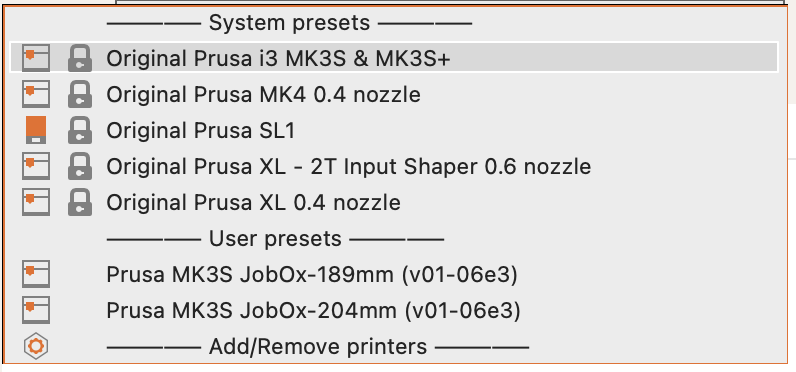 ——— System presets ———
Original Prusa i3 MK3S & MK3S+
Original Prusa MK4 0.4 nozzle
Original Prusa SL1
Original Prusa XL - 2T Input Shaper 0.6 nozzle
Original Prusa XL 0.4 nozzle
——— User presets ———
Prusa MK3S JobOx-189mm (v01-06e3)
Prusa MK3S JobOx-204mm (v01-06e3)
——— Add/Remove printers ———